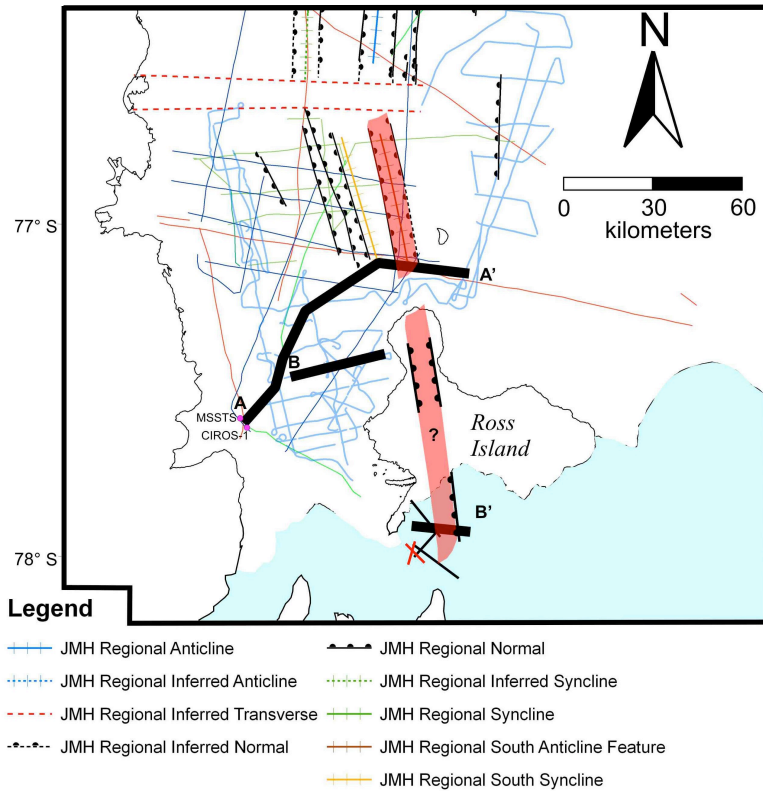 N
0 30 60
kilometers
77° S
A'
B
A
MSSTS
CIROS-1
?
Ross
Island
B'
78° S
Legend
JMH Regional Anticline
JMH Regional Inferred Anticline
JMH Regional Inferred Transverse
JMH Regional Inferred Normal
JMH Regional Normal
JMH Regional Inferred Syncline
JMH Regional Syncline
JMH Regional South Anticline Feature
JMH Regional South Syncline